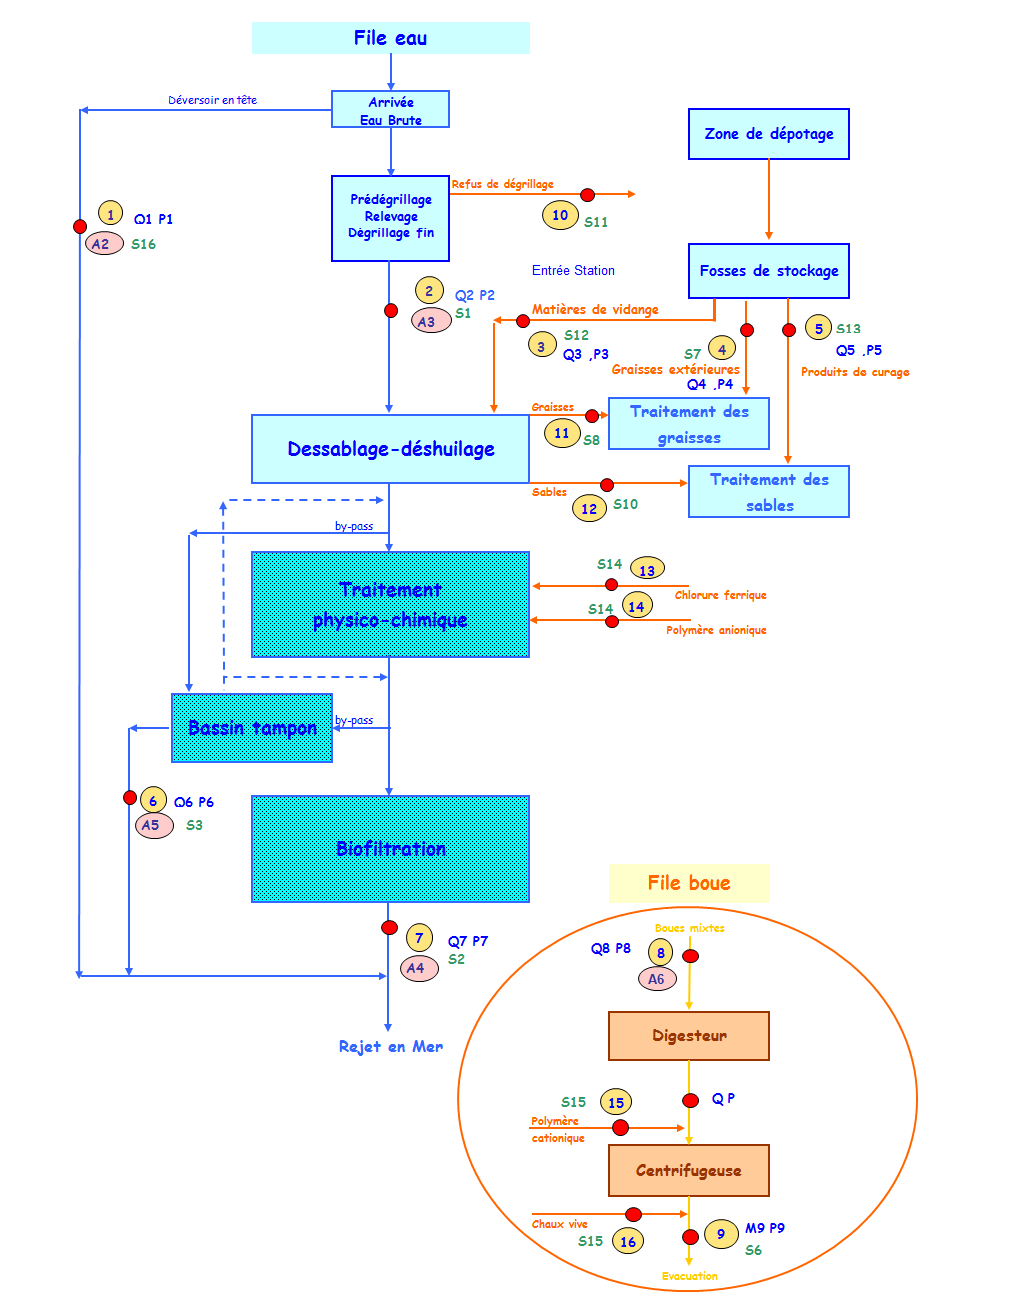 File eau
Déversoir en tête
Arrivée
Eau Brute
Zone de dépotage
Prédégrillage
Relevage
Dégrillage fin
Refus de dégrillage
10
S11
1
Q1 P1
A2
S16
Entrée Station
Fosses de stockage
2
Q2 P2
A3
S1
Matières de vidange
S12
3
Q3 ,P3
S7
4
Graisses extérieures
Q4 ,P4
5
S13
Q5 ,P5
Produits de curage
Graisses
11
S8
Traitement des
graisses
Dessablage-déshuilage
Sables
12
S10
Traitement des
sables
by-pass
Traitement
physico-chimique
S14
13
Chlorure ferrique
S14
14
Polymère anionique
Bassin tampon
by-pass
6
Q6 P6
A5
S3
Biofiltration
7
Q7 P7
A4
S2
Rejet en Mer
File boue
Boues mixtes
Q8 P8
8
A6
Digesteur
Q P
S15
15
Polymère
cationique
Centrifugeuse
Chaux vive
S15
16
9
M9 P9
S6
Evacuation